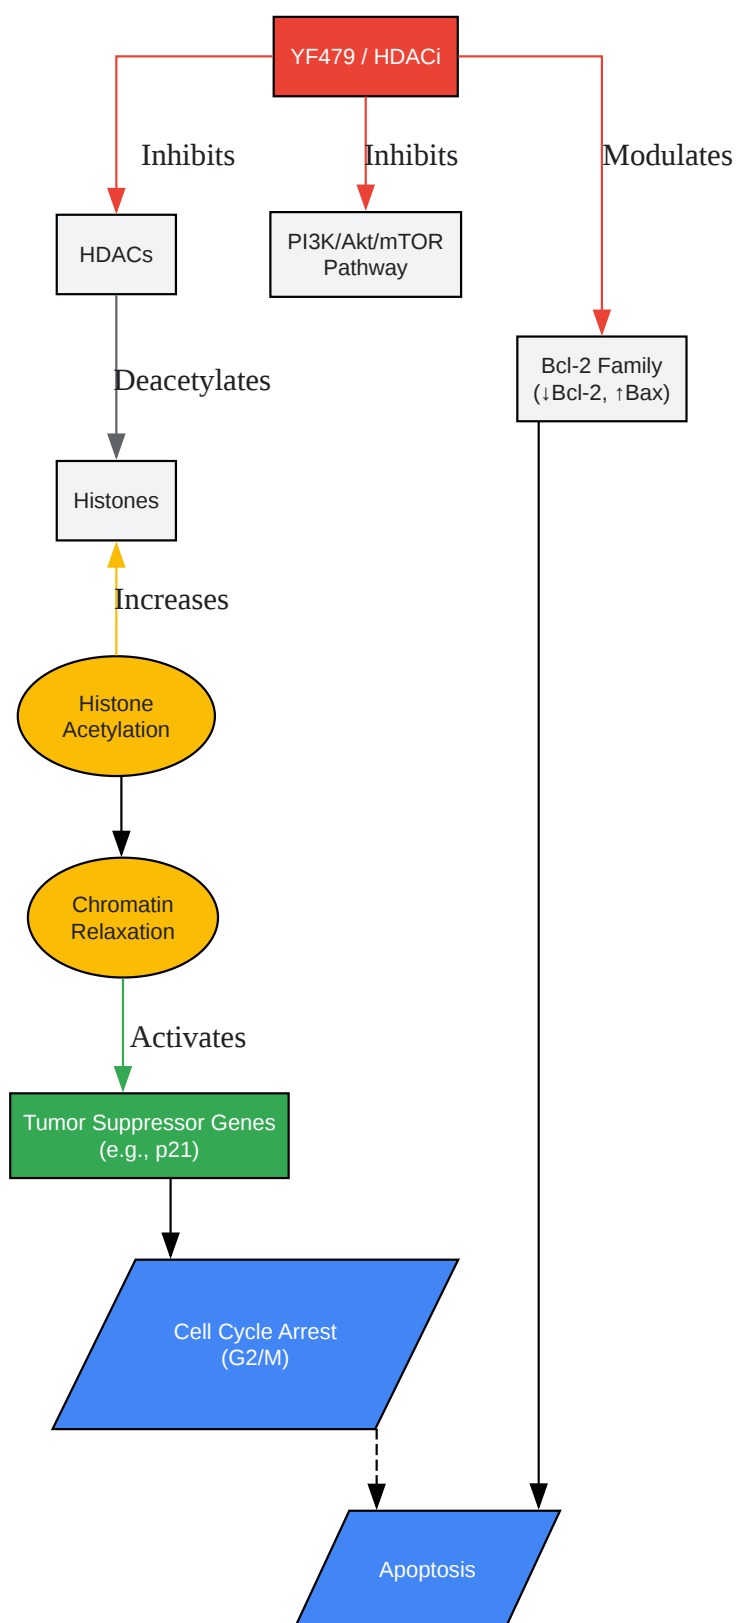 YF479 / HDACi
Inhibits
Inhibits
Modulates
HDACs
PI3K/Akt/mTOR
Pathway
Bcl-2 Family
(↓Bcl-2, ↑Bax)
Deacetylates
Histones
Increases
Histone
Acetylation
Chromatin
Relaxation
Activates
Tumor Suppressor Genes
(e.g., p21)
Cell Cycle Arrest
(G2/M)
Apoptosis